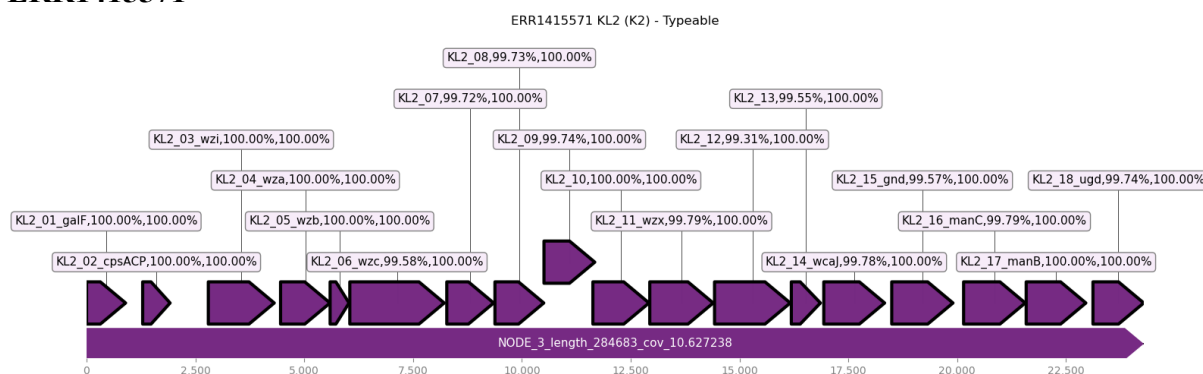 ERR1415571 KL2 (K2) - Typeable
KL2_08,99.73%,100.00%
KL2_07,99.72%,100.00%
KL2_13,99.55%,100.00%
KL2_03_wzi,100.00%,100.00%
KL2_09,99.74%,100.00%
KL2_12,99.31%,100.00%
KL2_04_wza,100.00%,100.00%
KL2_10,100.00%,100.00%
KL2_15_gnd,99.57%,100.00%
KL2_18_ugd,99.74%,100.00%
KL2_01_galF,100.00%,100.00%
KL2_05_wzb,100.00%,100.00%
KL2_11_wzx,99.79%,100.00%
KL2_16_manC,99.79%,100.00%
KL2_02_cpsACP,100.00%,100.00%
KL2_06_wzc,99.58%,100.00%
KL2_14_wcaJ,99.78%,100.00%
KL2_17_manB,100.00%,100.00%
NODE_3_length_284683_cov_10.627238
0 2.500 5.000 7.500 10.000 12.500 15.000 17.500 20.000 22.500